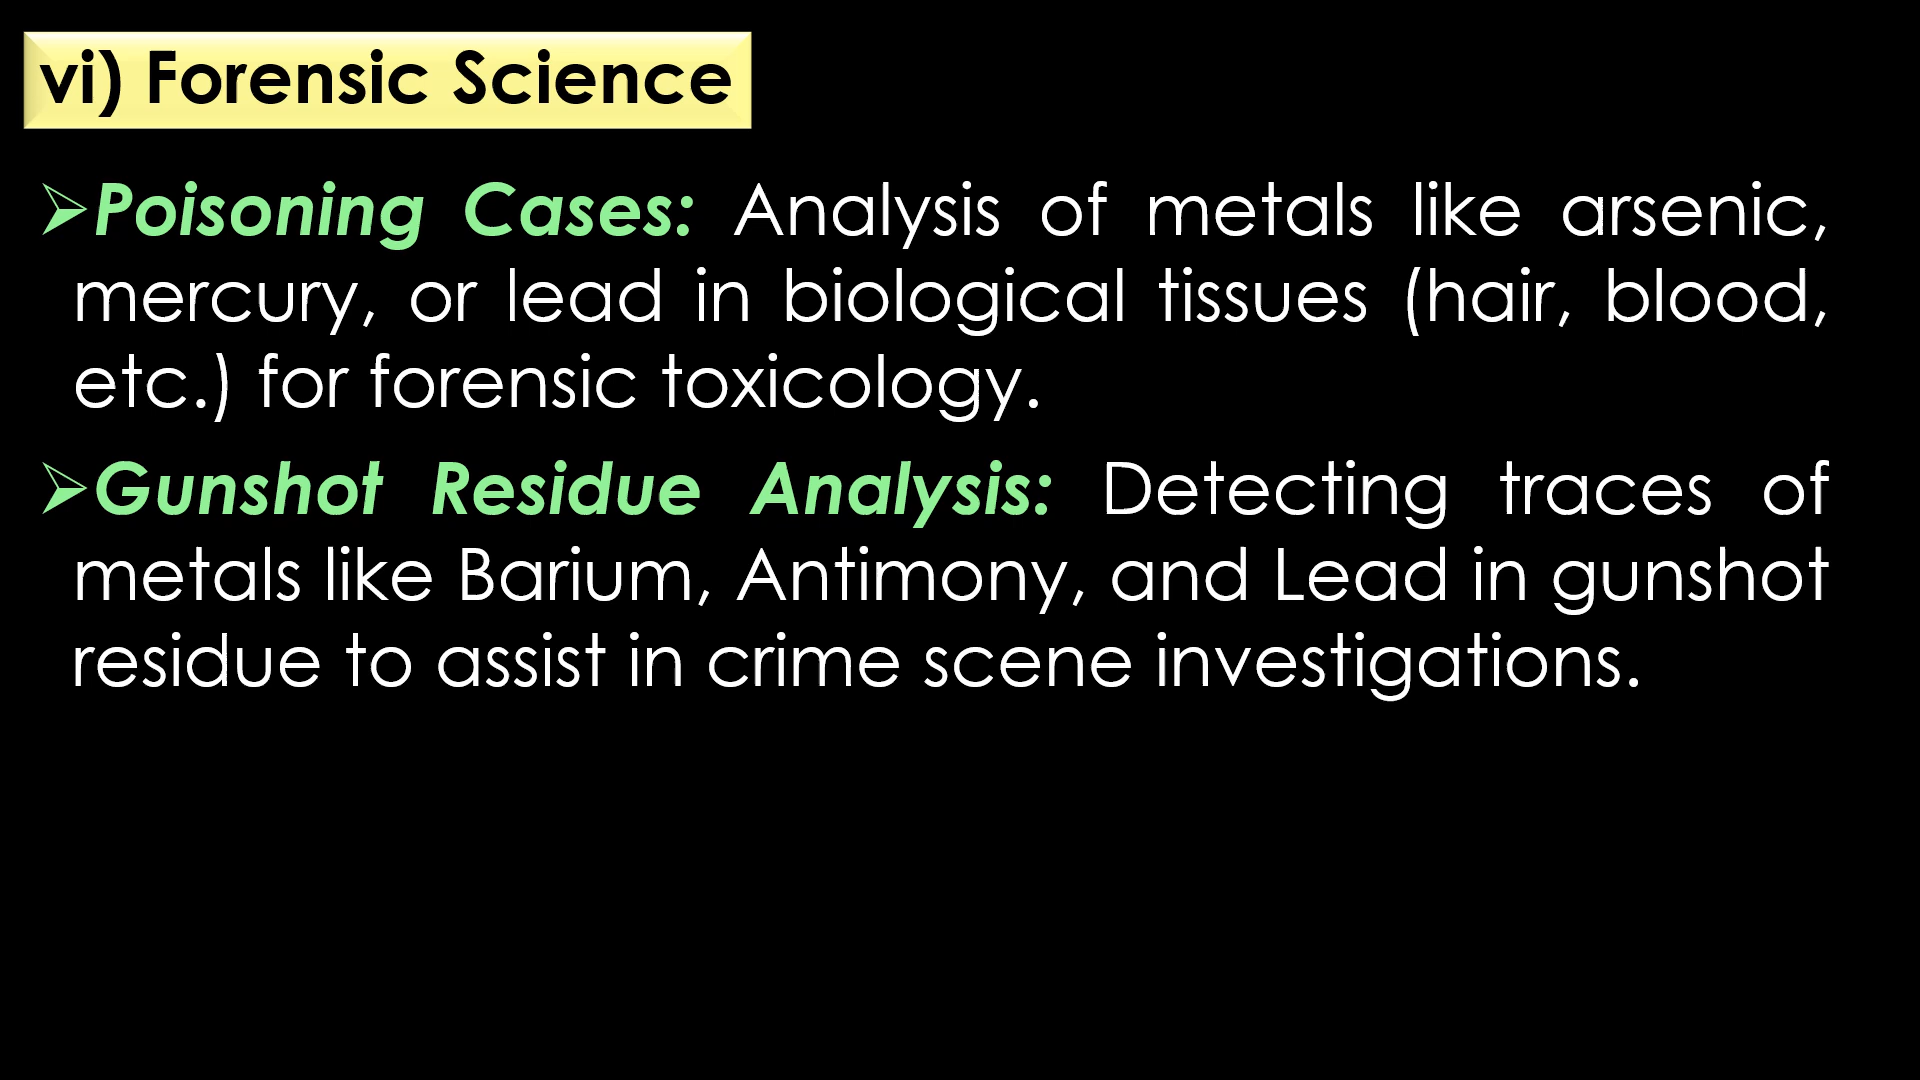 vi) Forensic Science
➢Poisoning Cases: Analysis of metals like arsenic,
mercury, or lead in biological tissues (hair, blood,
etc.) for forensic toxicology.
➢Gunshot Residue Analysis: Detecting traces of
metals like Barium, Antimony, and Lead in gunshot
residue to assist in crime scene investigations.